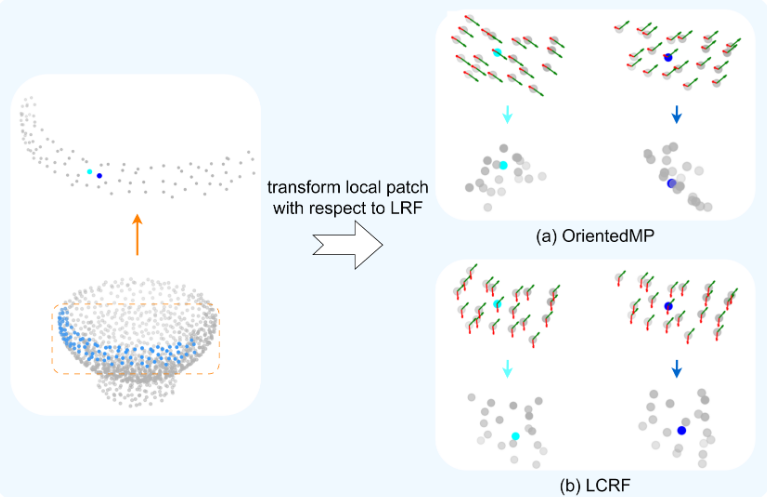 transform local patch
with respect to LRF
(a) OrientedMP
(b) LCRF